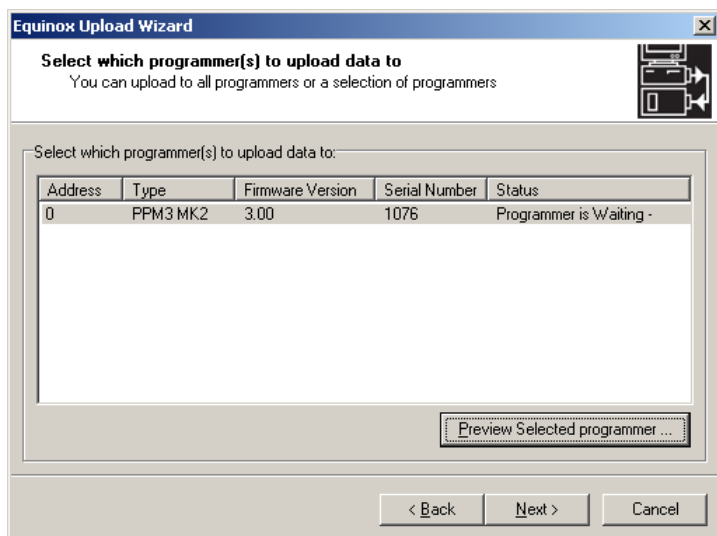 Equinox Upload Wizard
Select which programmer(s) to upload data to
You can upload to all programmers or a selection of programmers
Select which programmer(s) to upload data to:
Address Type Firmware Version Serial Number Status
0 PPM3 MK2 3.00 1076 Programmer is Waiting -
Preview Selected programmer ...
< Back Next > Cancel